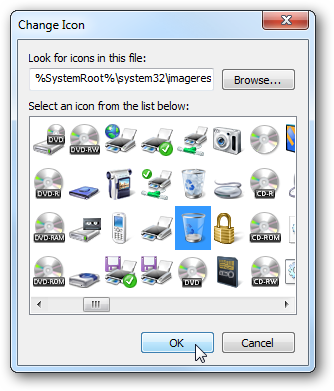 Change Icon
Look for icons in this file:
%SystemRoot%\system32\imageres
Browse...
Select an icon from the list below:
DVD
DVD-RW
DVD-R
CD-R
DVD-RAM
CD-ROM
DVD-ROM
DVD
CD-RW
OK
Cancel